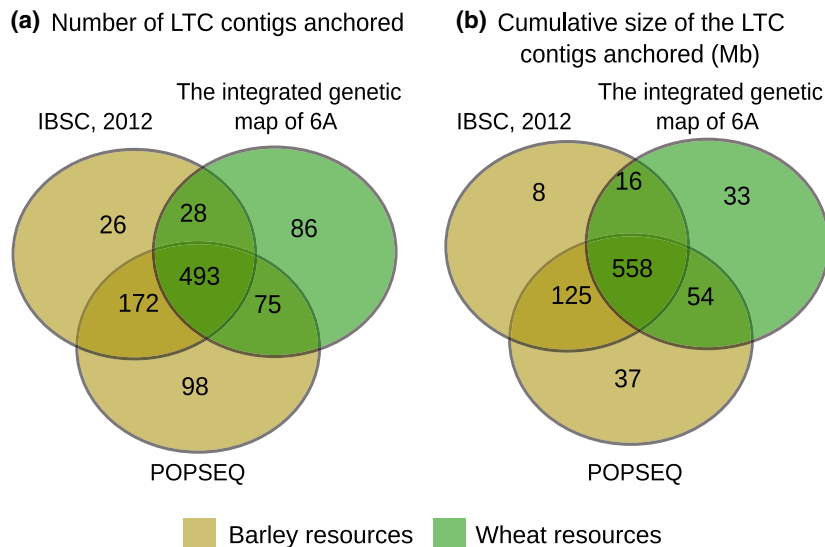 (a) Number of LTC contigs anchored
IBSC, 2012
The integrated genetic
map of 6A
26
28
86
493
172
75
98
POPSEQ
(b) Cumulative size of the LTC
contigs anchored (Mb)
IBSC, 2012
The integrated genetic
map of 6A
8
16
33
558
125
54
37
POPSEQ
Barley resources
Wheat resources